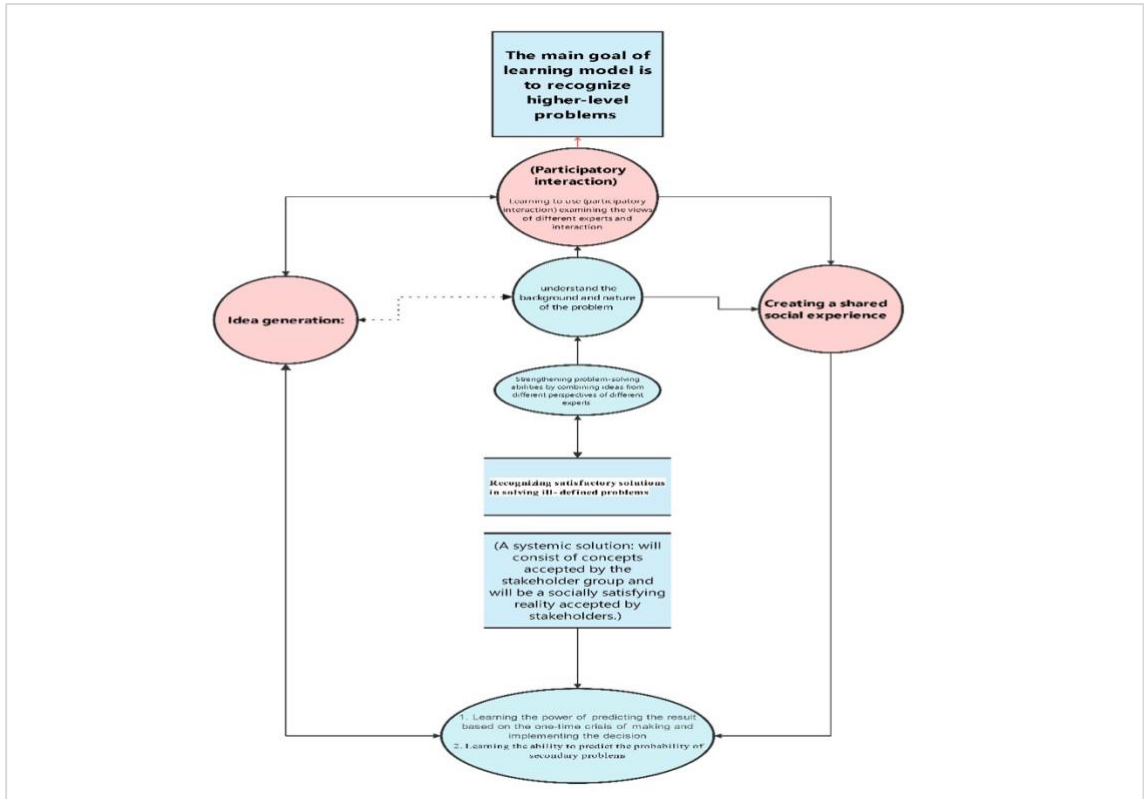 The main goal of
learning model is
to recognize
higher-level
problems
(Participatory
interaction)
Learning to use (participatory
interaction) examining the views
of different experts and
interaction
understand the
background and nature
of the problem
Idea generation:
Creating a shared
social experience
Strengthening problem-solving
abilities by combining ideas from
different perspectives of different
experts
Recognizing satisfactory solutions
in solving ill- defined problems
(A systemic solution: will
consist of concepts
accepted by the
stakeholder group and
will be a socially satisfying
reality accepted by
stakeholders.)
1. Learning the power of predicting the result
based on the one-time crisis of making and
implementing the decision
2. Learning the ability to predict the probability of
secondary problems